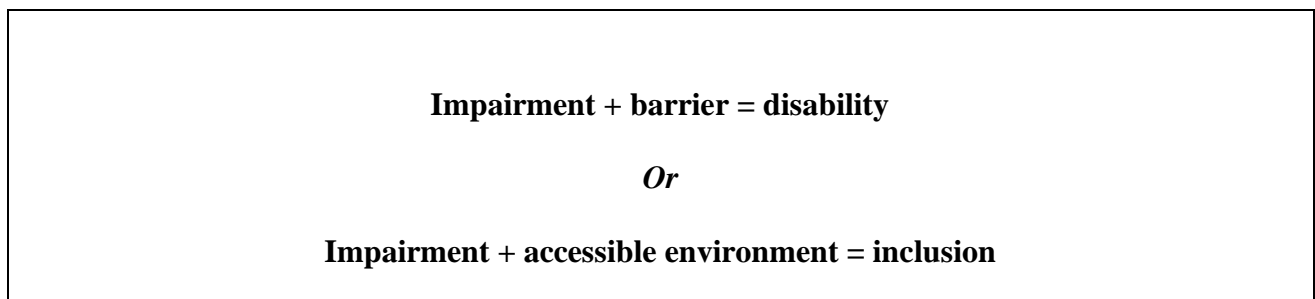 Impairment + barrier = disability
Or
Impairment + accessible environment = inclusion